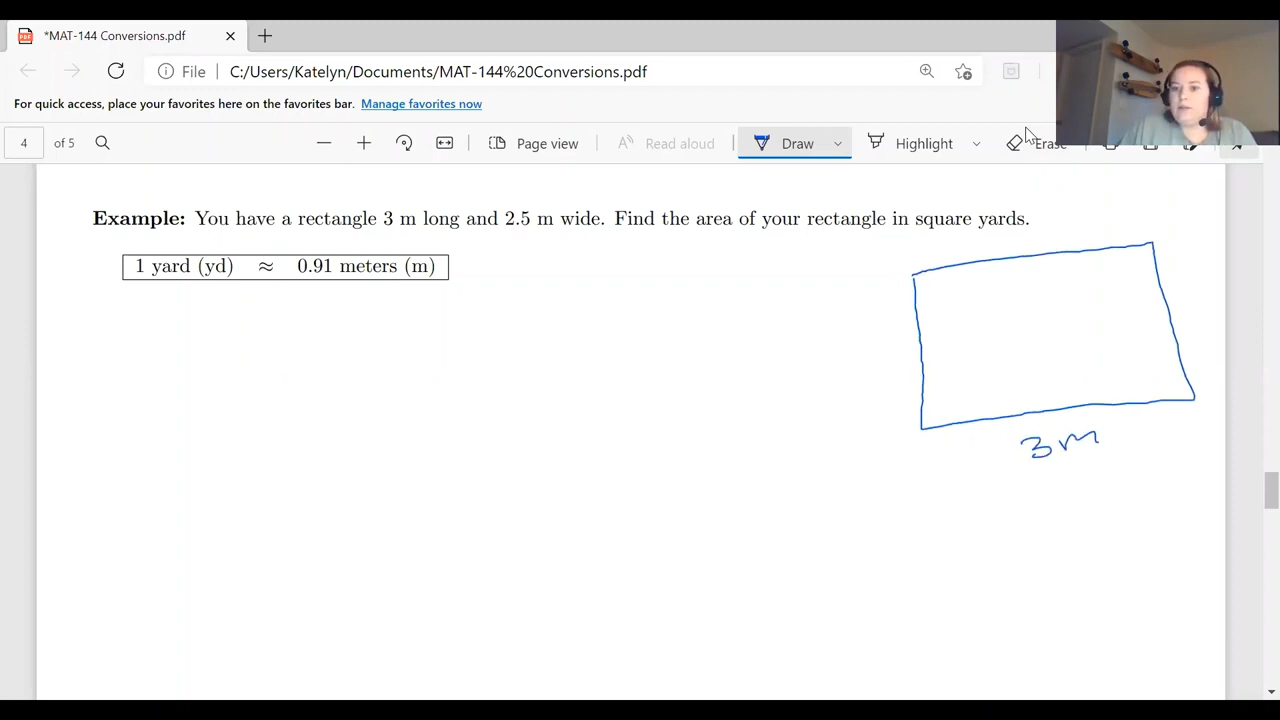 *MAT-144 Conversions.pdf
File C:/Users/Katelyn/Documents/MAT-144%20Conversions.pdf
For quick access, place your favorites here on the favorites bar. Manage favorites now
4 of 5 Page view Read aloud Draw Highlight Erase
Example: You have a rectangle 3 m long and 2.5 m wide. Find the area of your rectangle in square yards.
1 yard (yd) ≈ 0.91 meters (m)
3 m